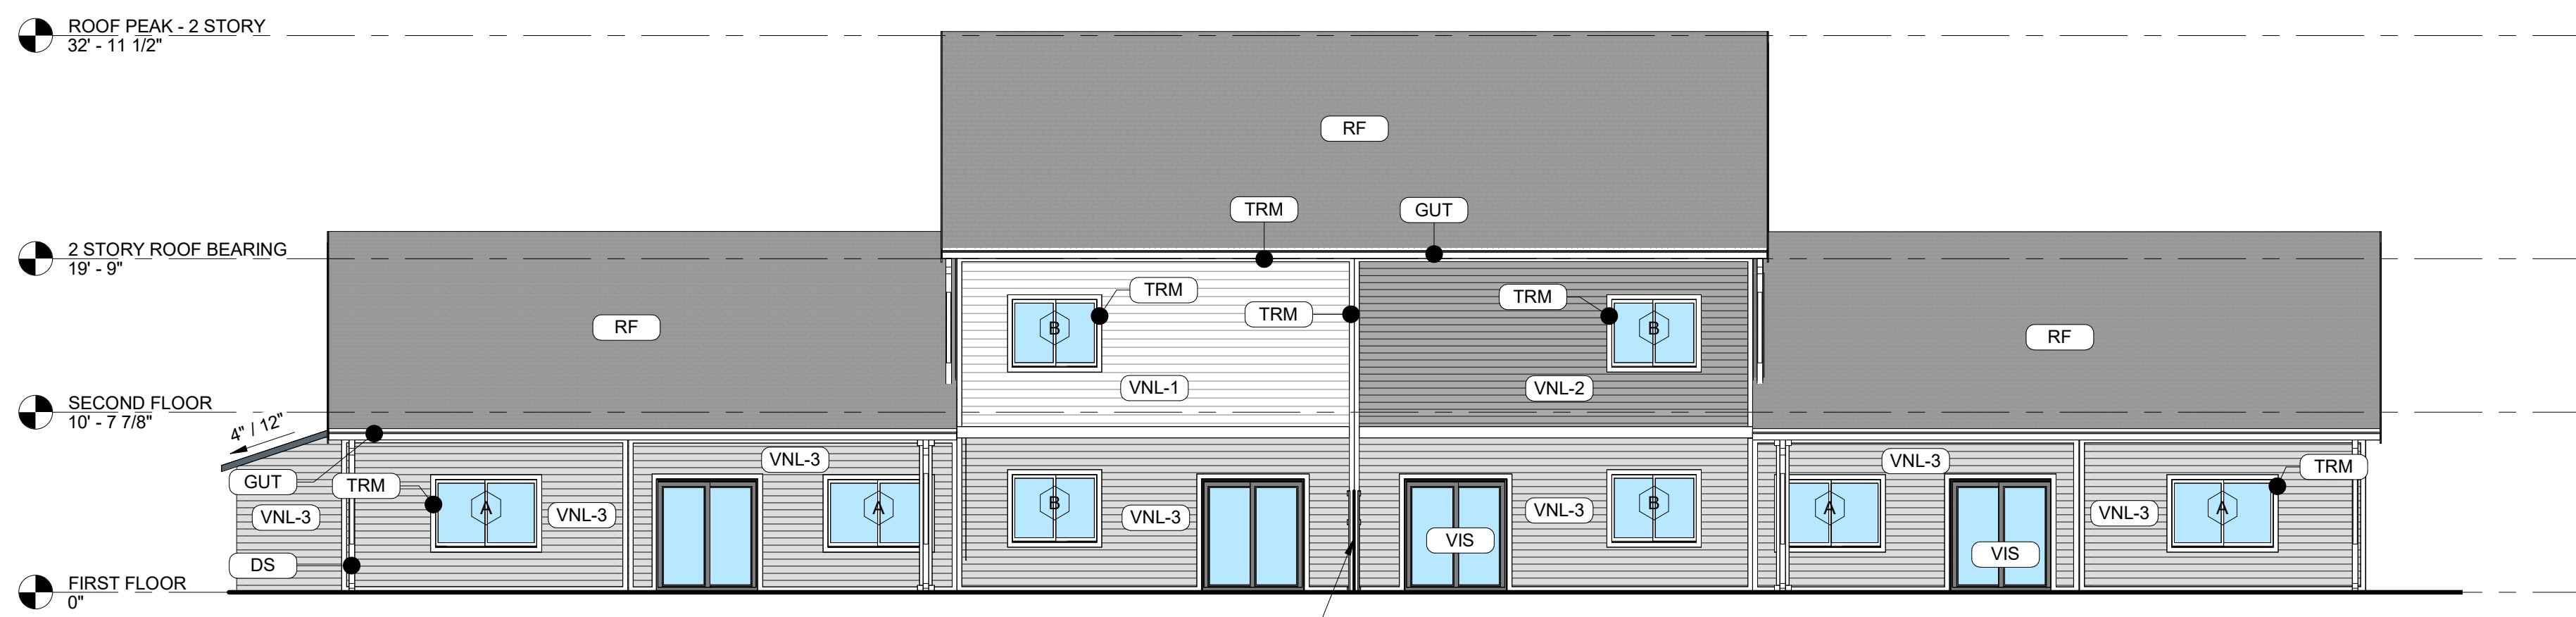 ROOF PEAK - 2 STORY
32' - 11 1/2"
RF
TRM
GUT
2 STORY ROOF BEARING
19' - 9"
TRM
TRM
TRM
B
B
RF
RF
VNL-1
VNL-2
SECOND FLOOR
10' - 7 7/8"
4" / 12"
VNL-3
VNL-3
TRM
GUT
TRM
A
A
B
B
A
A
VNL-3
VNL-3
VNL-3
VNL-3
VNL-3
VIS
VIS
DS
FIRST FLOOR
0"